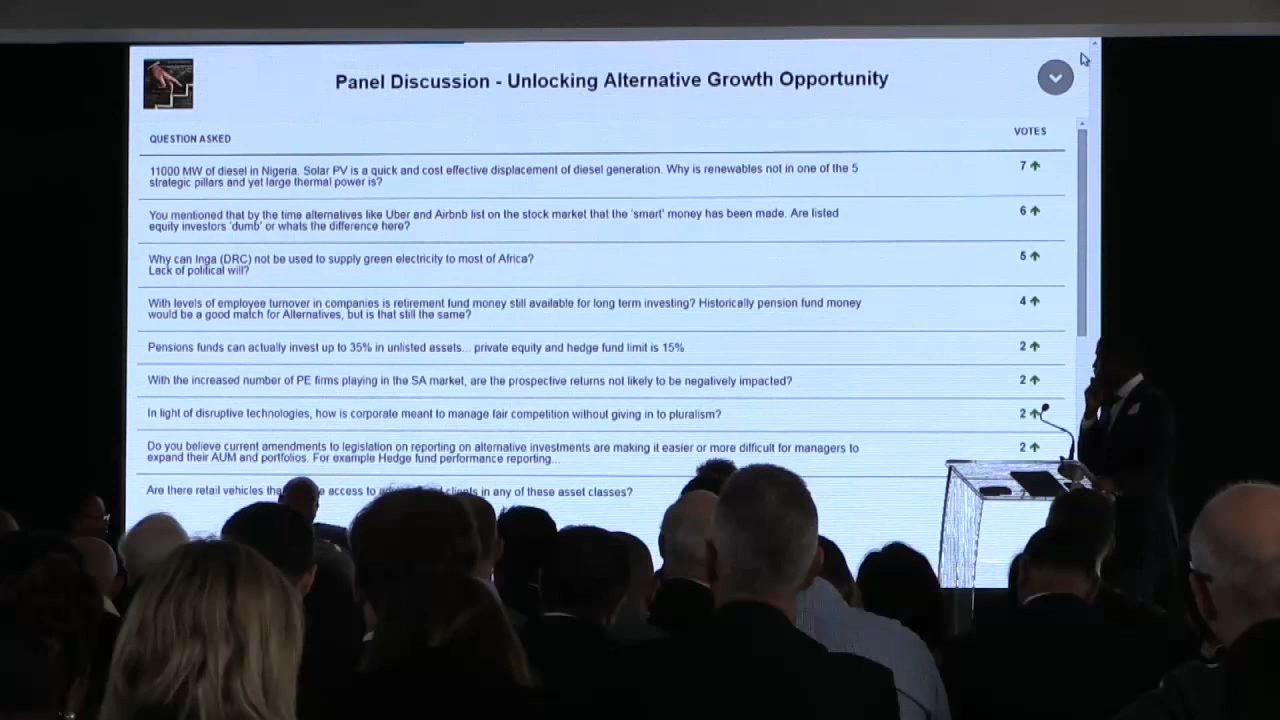 Panel Discussion - Unlocking Alternative Growth Opportunity
QUESTION ASKED
VOTES
11000 MW of diesel in Nigeria. Solar PV is a quick and cost effective displacement of diesel generation. Why is renewables not in one of the 5
strategic pillars and yet large thermal power is?
7
You mentioned that by the time alternatives like Uber and Airbnb list on the stock market that the 'smart' money has been made. Are listed
equity investors 'dumb' or whats the difference here?
6
Why can Inga (DRC) not be used to supply green electricity to most of Africa?
Lack of political will?
5
With levels of employee turnover in companies is retirement fund money still available for long term investing? Historically pension fund money
would be a good match for Alternatives, but is that still the same?
4
Pensions funds can actually invest up to 35% in unlisted assets... private equity and hedge fund limit is 15%
2
With the increased number of PE firms playing in the SA market, are the prospective returns not likely to be negatively impacted?
2
In light of disruptive technologies, how is corporate meant to manage fair competition without giving in to pluralism?
2
Do you believe current amendments to legislation on reporting on alternative investments are making it easier or more difficult for managers to
expand their AUM and portfolios. For example Hedge fund performance reporting...
2
Are there retail vehicles access to in any of these asset classes?